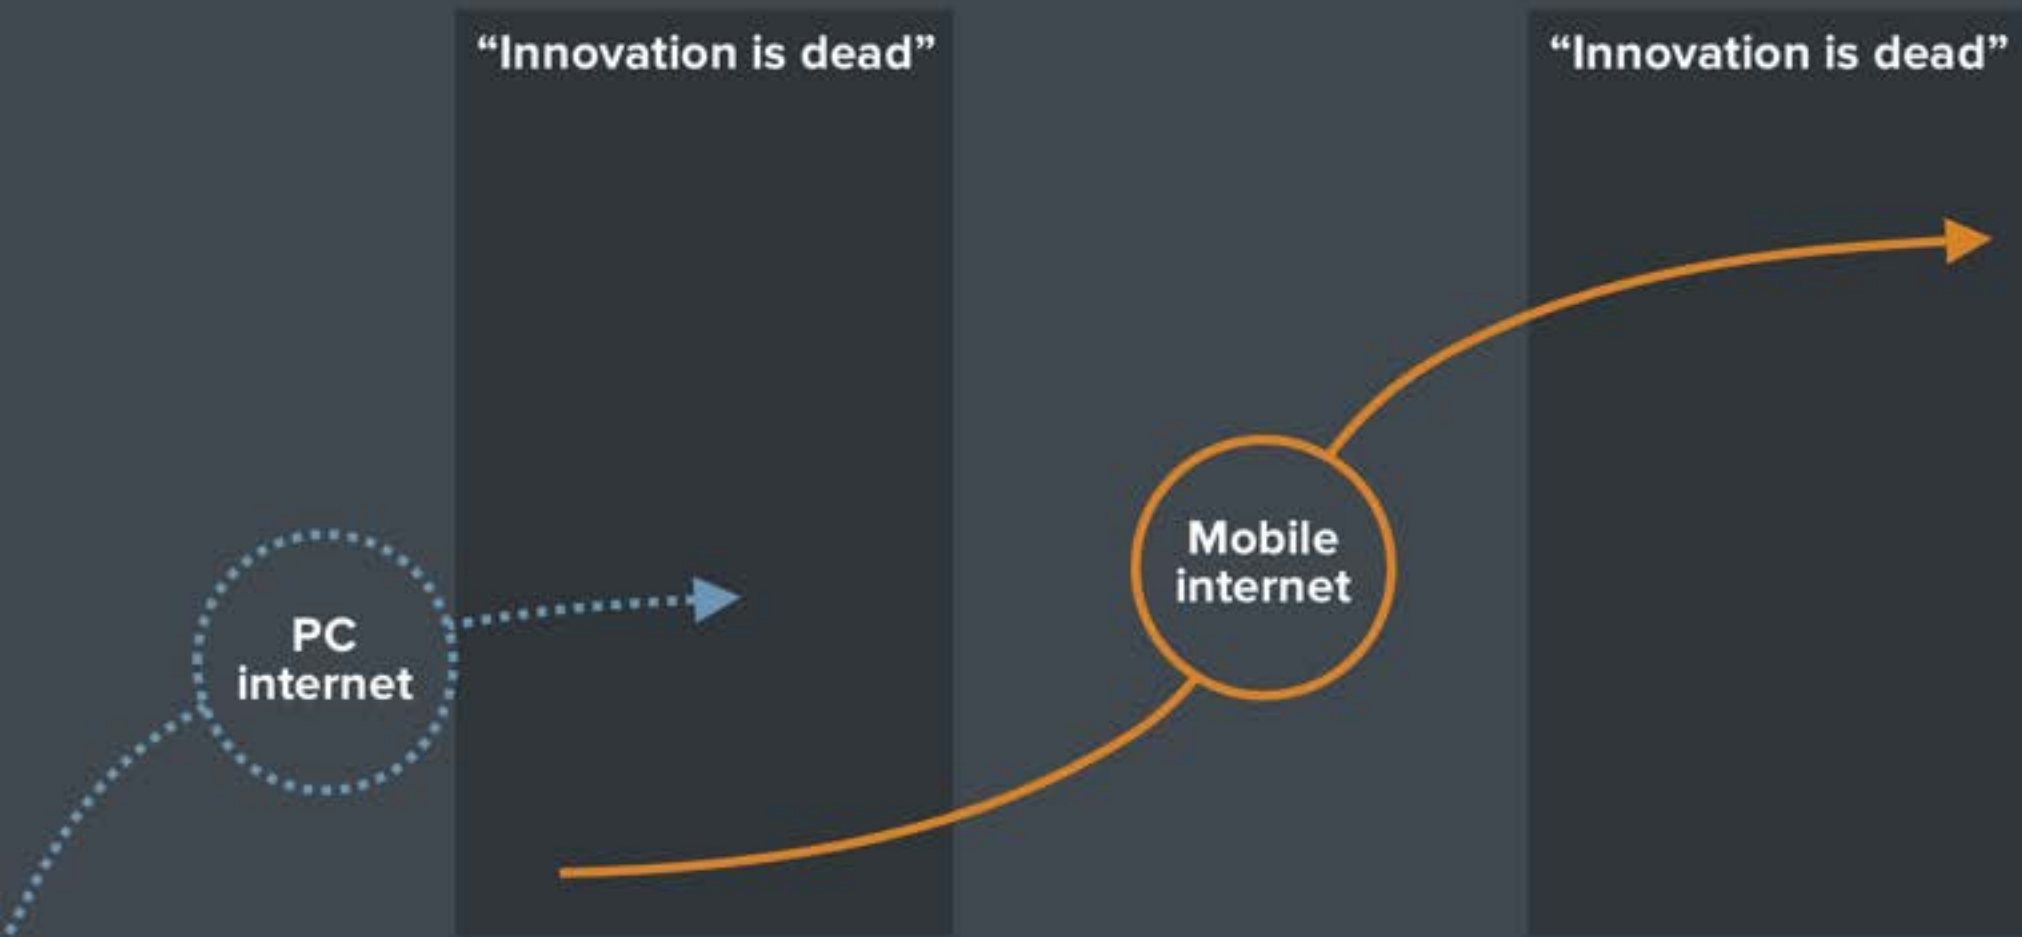 “Innovation is dead”
“Innovation is dead”
PC
internet
Mobile
internet